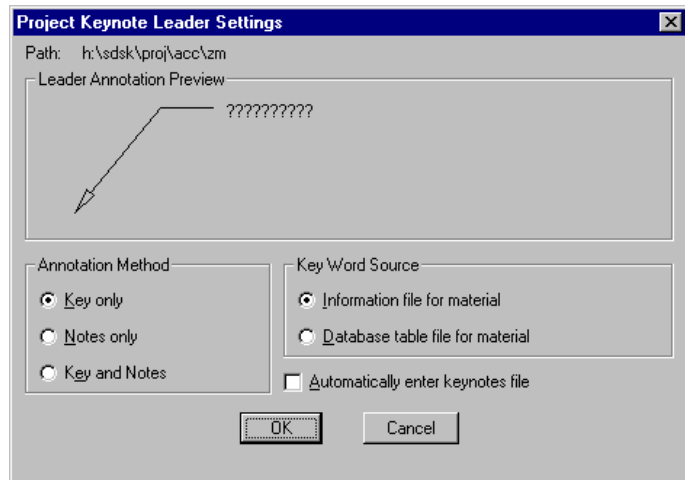 Project Keynote Leader Settings
Path: h:\sdsk\proj\acc\zm
Leader Annotation Preview
??????????
Annotation Method
Key only
Notes only
Key and Notes
Key Word Source
Information file for material
Database table file for material
Automatically enter keynotes file
OK
Cancel